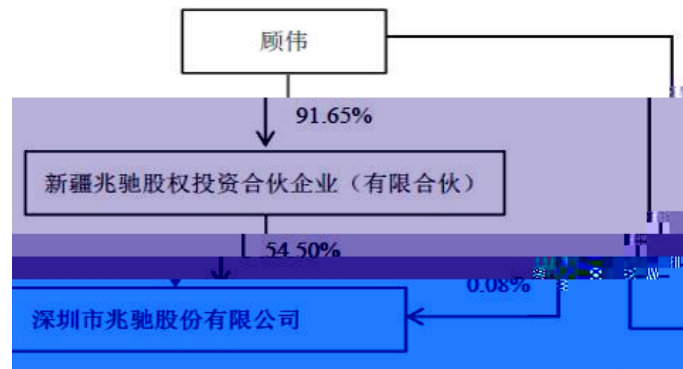 顾伟
91.65%
新疆兆驰股权投资合伙企业（有限合伙）
54.50%
0.08%
深圳市兆驰股份有限公司